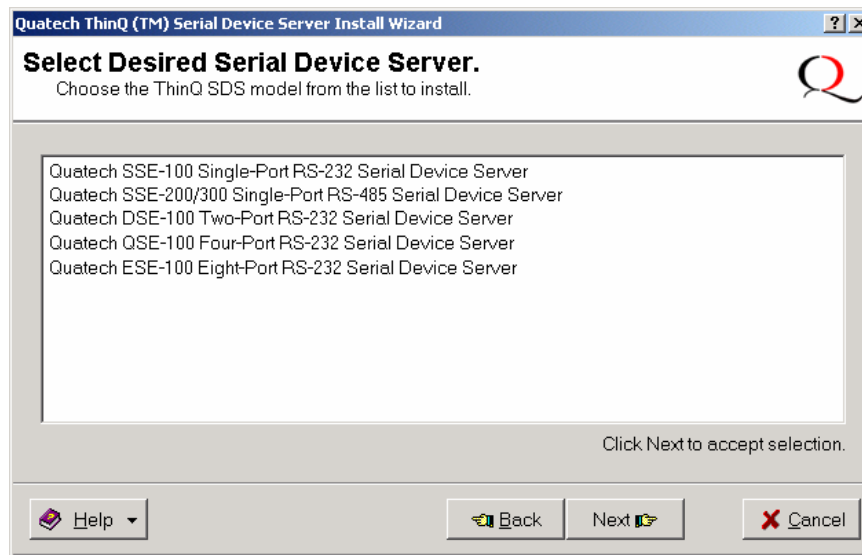 Quatech ThinQ (TM) Serial Device Server Install Wizard
Select Desired Serial Device Server.
Choose the ThinQ SDS model from the list to install.
Quatech SSE-100 Single-Port RS-232 Serial Device Server
Quatech SSE-200/300 Single-Port RS-485 Serial Device Server
Quatech DSE-100 Two-Port RS-232 Serial Device Server
Quatech QSE-100 Four-Port RS-232 Serial Device Server
Quatech ESE-100 Eight-Port RS-232 Serial Device Server
Click Next to accept selection.
Help Back Next Cancel